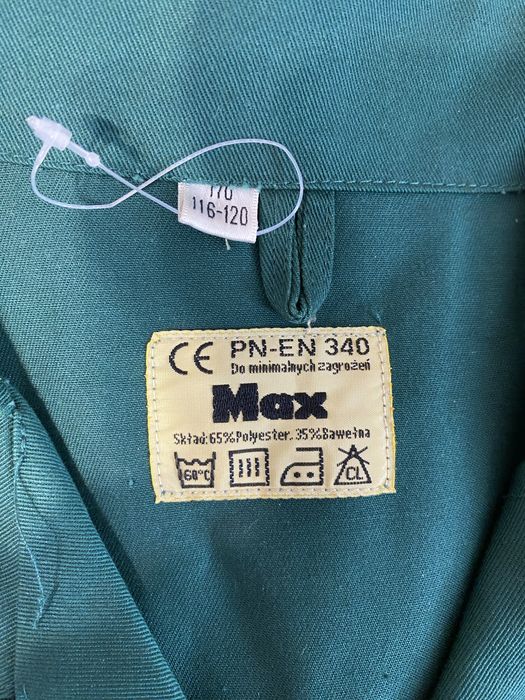 170
116-120
CE PN-EN 340
Do minimalnych zagrożeń
Max
Skład:65%Polyester. 35%Bawełna
60°C CL